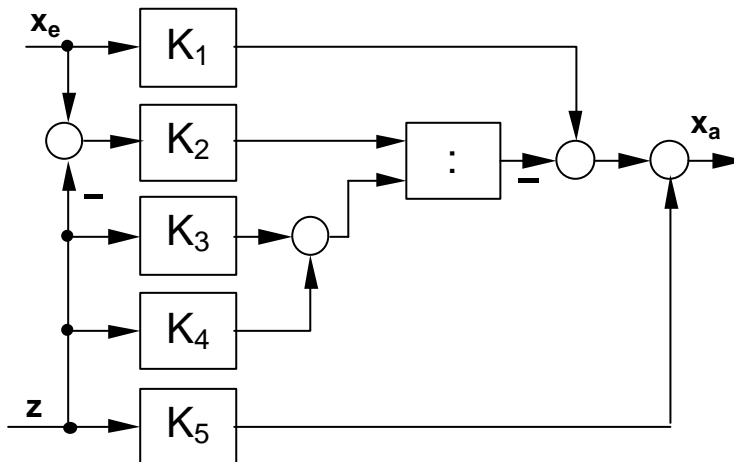 xₑ
K₁
K₂
:
xₐ
–
–
K₃
K₄
z
K₅